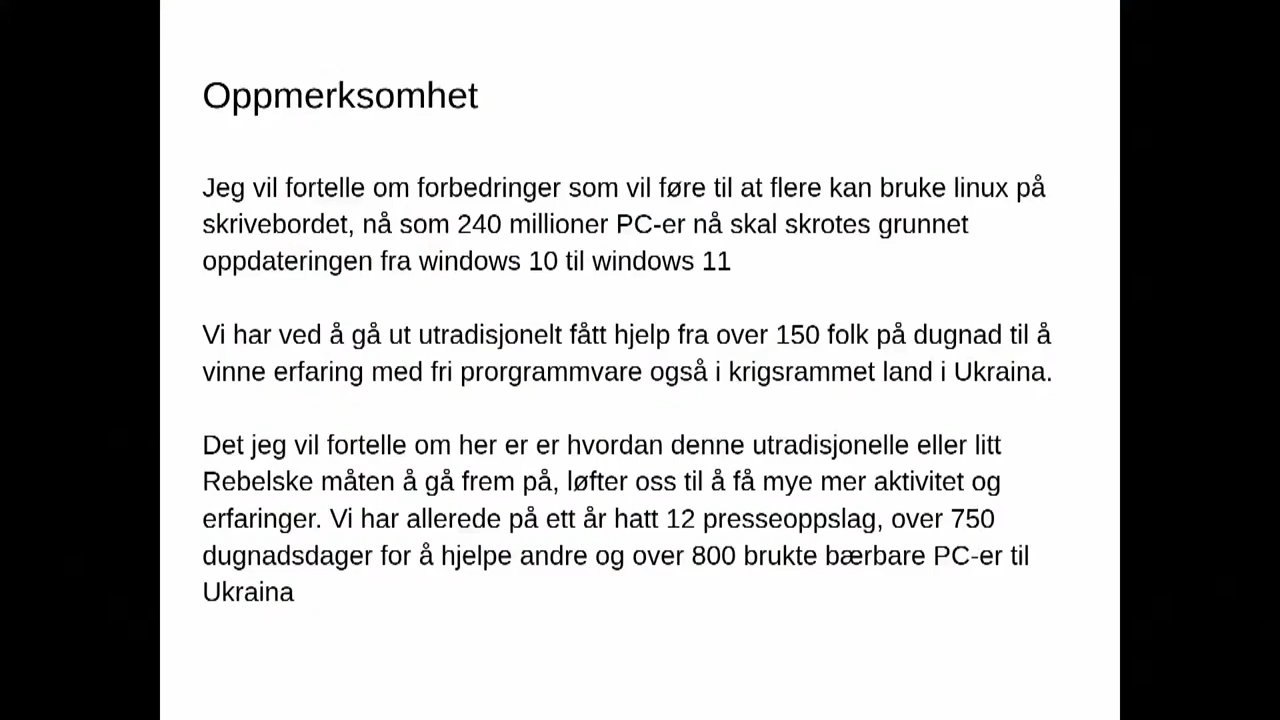 Oppmerksomhet
Jeg vil fortelle om forbedringer som vil føre til at flere kan bruke linux på
skrivebordet, nå som 240 millioner PC-er nå skal skrotes grunnet
oppdateringen fra windows 10 til windows 11
Vi har ved å gå ut utradisjonelt fått hjelp fra over 150 folk på dugnad til å
vinne erfaring med fri prorgrammvare også i krigsrammet land i Ukraina.
Det jeg vil fortelle om her er er hvordan denne utradisjonelle eller litt
Rebelske måten å gå frem på, løfter oss til å få mye mer aktivitet og
erfaringer. Vi har allerede på ett år hatt 12 presseoppslag, over 750
dugnadsdager for å hjelpe andre og over 800 brukte bærbare PC-er til
Ukraina